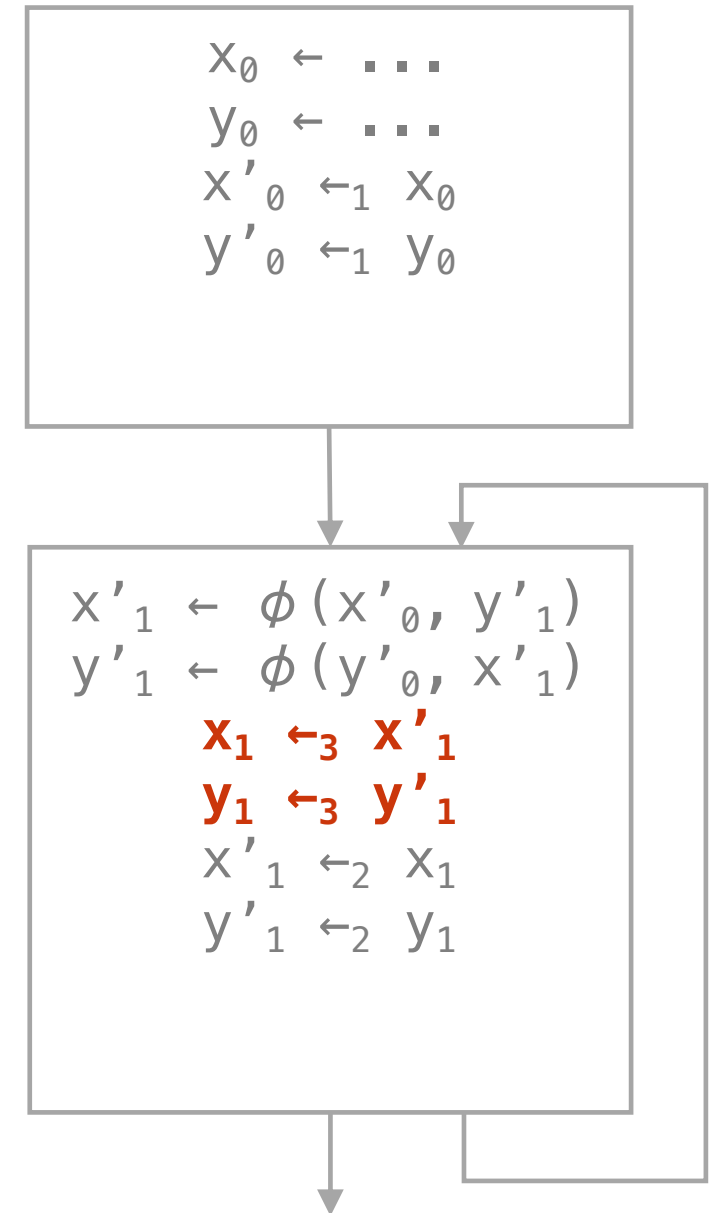 x₀ ← ...
y₀ ← ...
x’₀ ←₁ x₀
y’₀ ←₁ y₀
x’₁ ← ϕ(x’₀, y’₁)
y’₁ ← ϕ(y’₀, x’₁)
x₁ ←₃ x’₁
y₁ ←₃ y’₁
x’₁ ←₂ x₁
y’₁ ←₂ y₁